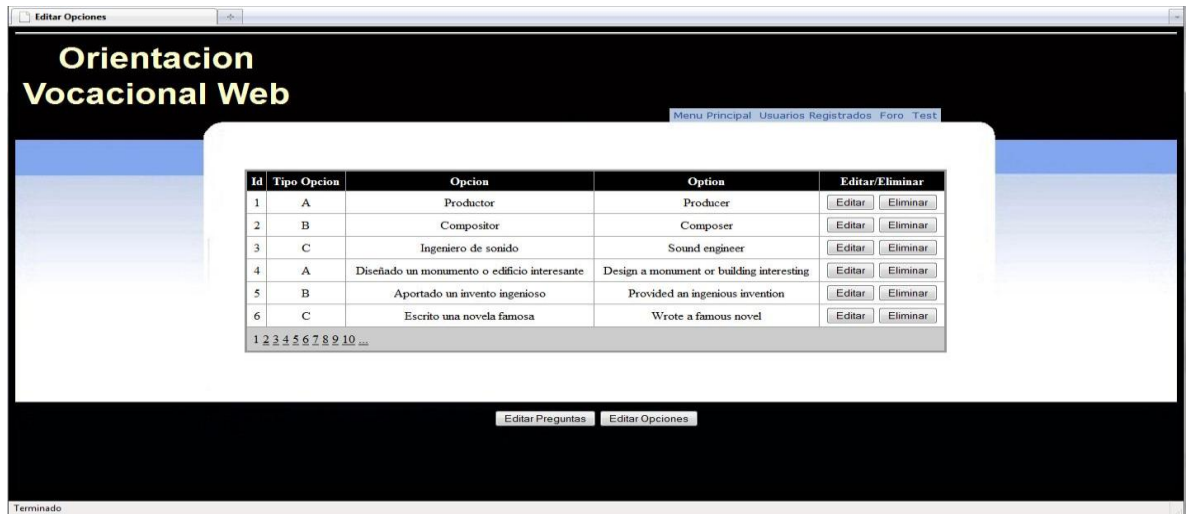 Editar Opciones
Orientacion
Vocacional Web
Menu Principal Usuarios Registrados Foro Test
Id Tipo Opcion Opcion Option Editar/Eliminar
1 A Productor Producer Editar Eliminar
2 B Compositor Composer Editar Eliminar
3 C Ingeniero de sonido Sound engineer Editar Eliminar
4 A Diseñado un monumento o edificio interesante Design a monument or building interesting Editar Eliminar
5 B Aportado un invento ingenioso Provided an ingenious invention Editar Eliminar
6 C Escrito una novela famosa Wrote a famous novel Editar Eliminar
1 2 3 4 5 6 7 8 9 10 ...
Editar Preguntas Editar Opciones
Terminado